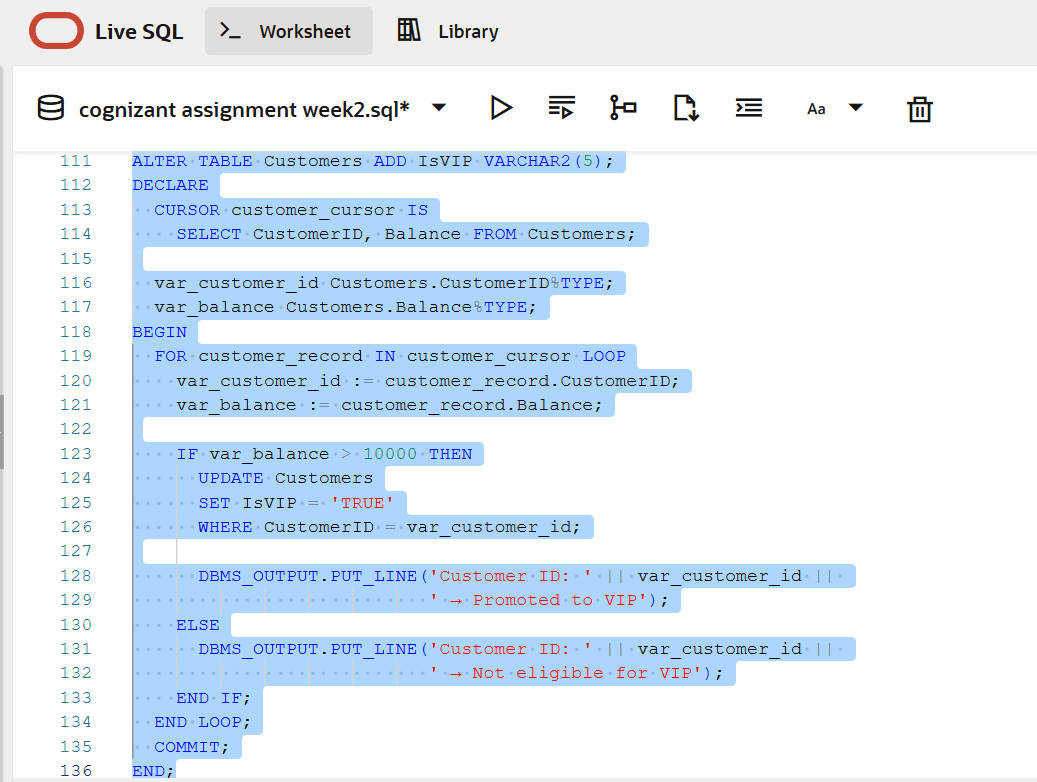 Live SQL Worksheet Library
cognizant assignment week2.sql* Aa
111 ALTER TABLE Customers ADD IsVIP VARCHAR2(5);
112 DECLARE
113   CURSOR customer_cursor IS
114     SELECT CustomerID, Balance FROM Customers;
115
116   var_customer_id Customers.CustomerID%TYPE;
117   var_balance Customers.Balance%TYPE;
118 BEGIN
119   FOR customer_record IN customer_cursor LOOP
120     var_customer_id := customer_record.CustomerID;
121     var_balance := customer_record.Balance;
122
123     IF var_balance > 10000 THEN
124       UPDATE Customers
125       SET IsVIP = 'TRUE'
126       WHERE CustomerID = var_customer_id;
127
128       DBMS_OUTPUT.PUT_LINE('Customer ID: ' || var_customer_id ||
129                            ' → Promoted to VIP');
130     ELSE
131       DBMS_OUTPUT.PUT_LINE('Customer ID: ' || var_customer_id ||
132                            ' → Not eligible for VIP');
133     END IF;
134   END LOOP;
135   COMMIT;
136 END;